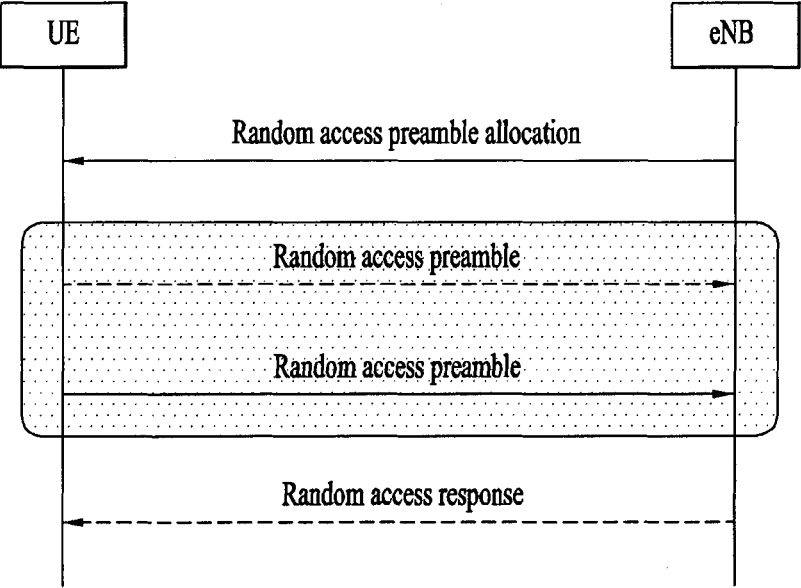 UE
eNB
Random access preamble allocation
Random access preamble
Random access preamble
Random access response